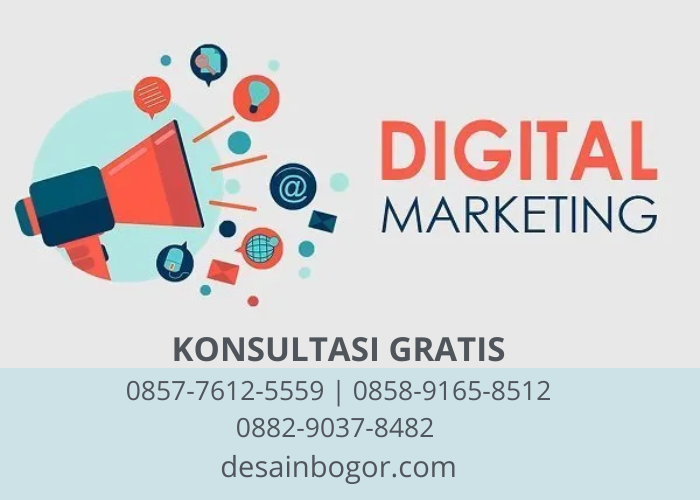 DIGITAL
MARKETING
@
KONSULTASI GRATIS
0857-7612-5559 | 0858-9165-8512
0882-9037-8482
desainbogor.com